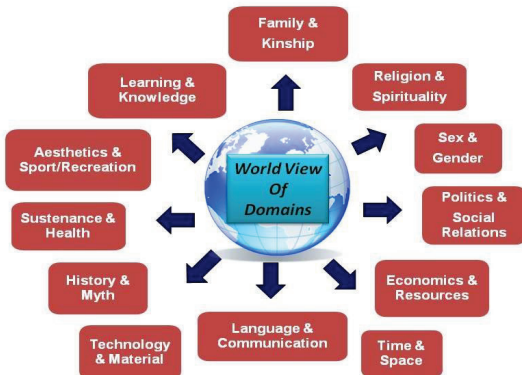 Family &
Kinship
Learning &
Knowledge
Religion &
Spirituality
Aesthetics &
Sport/Recreation
Sex &
Gender
World View
Of
Domains
Sustenance &
Health
Politics &
Social
Relations
History &
Myth
Economics &
Resources
Technology
& Material
Language &
Communication
Time &
Space